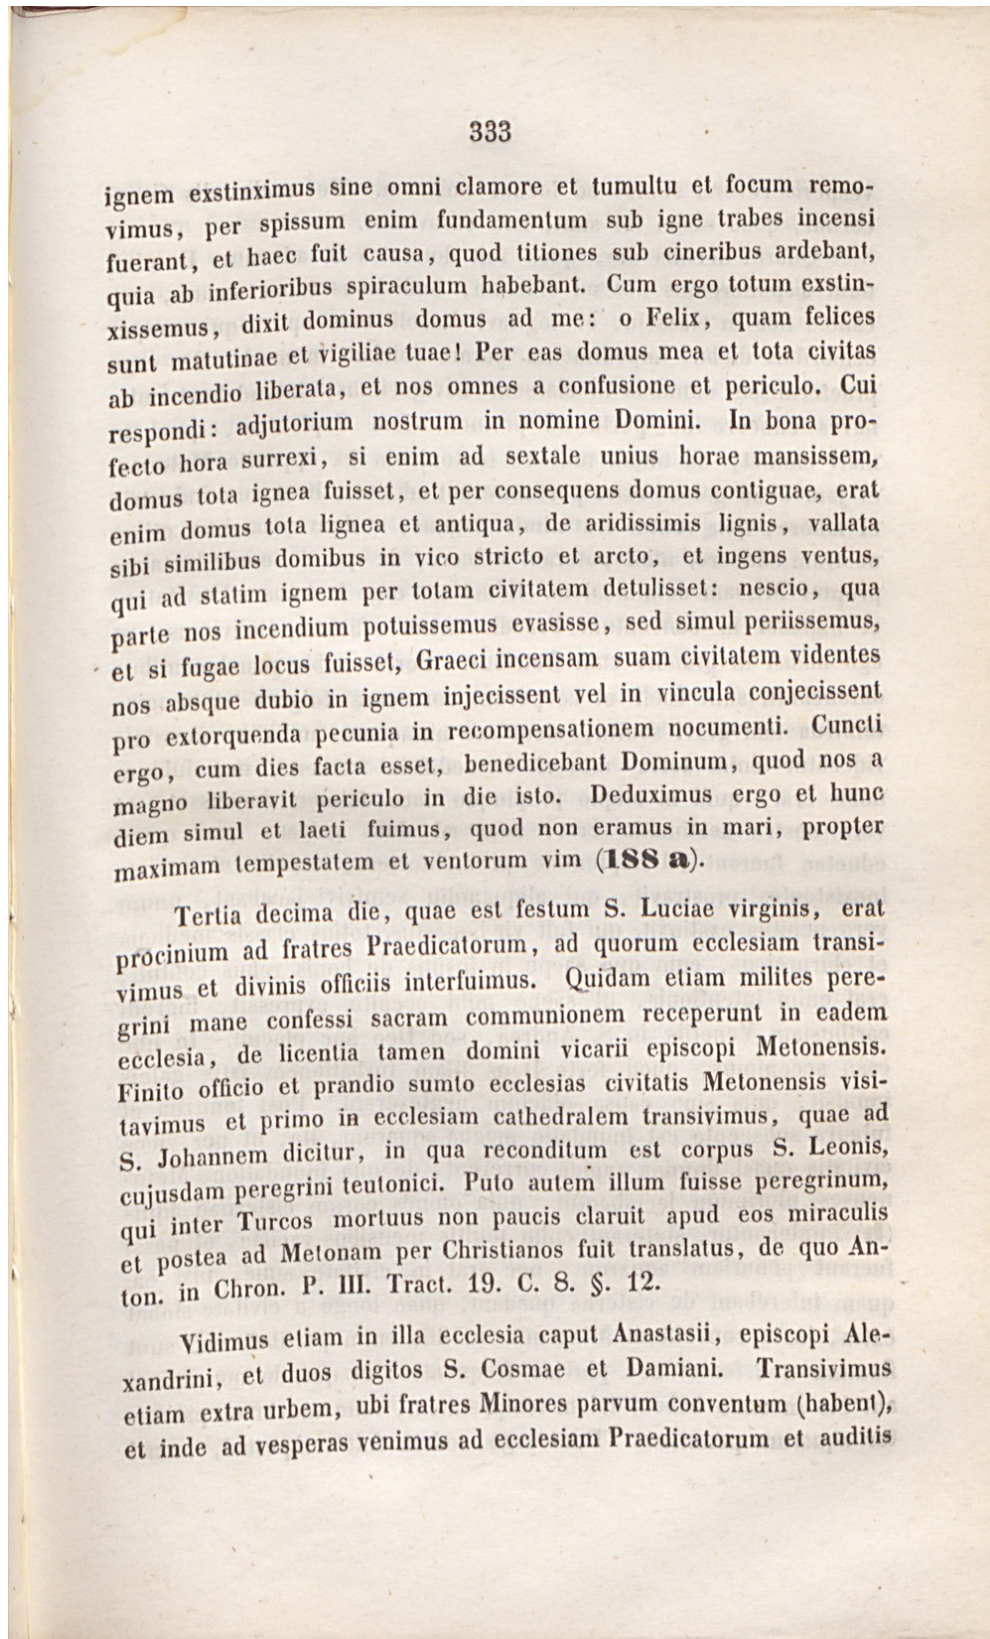 333
ignem exstinximus sine omni clamore et tumultu et focum remo-
vimus, per spissum enim fundamentum sub igne trabes incensi
fuerant, et haec fuit causa, quod titiones sub cineribus ardebant,
quia ab inferioribus spiraculum habebant. Cum ergo totum exstin-
xissemus, dixit dominus domus ad me: o Felix, quam felices
sunt matutinae et vigiliae tuae! Per eas domus mea et tota civitas
ab incendio liberata, et nos omnes a confusione et periculo. Cui
respondi: adjutorium nostrum in nomine Domini. In bona pro-
fecto hora surrexi, si enim ad sextale unius horae mansissem,
domus tota ignea fuisset, et per consequens domus contiguae, erat
enim domus tota lignea et antiqua, de aridissimis lignis, vallata
sibi similibus domibus in vico stricto et arcto, et ingens ventus,
qui ad statim ignem per totam civitatem detulisset: nescio, qua
parte nos incendium potuissemus evasisse, sed simul periissemus,
et si fugae locus fuisset, Graeci incensam suam civitatem videntes
nos absque dubio in ignem injecissent vel in vincula conjecissent
pro extorquenda pecunia in recompensationem nocumenti. Cuncti
ergo, cum dies facta esset, benedicebant Dominum, quod nos a
magno liberavit periculo in die isto. Deduximus ergo et hunc
diem simul et laeti fuimus, quod non eramus in mari, propter
maximam tempestatem et ventorum vim (188 a).
Tertia decima die, quae est festum S. Luciae virginis, erat
procinium ad fratres Praedicatorum, ad quorum ecclesiam transi-
vimus et divinis officiis interfuimus. Quidam etiam milites pere-
grini mane confessi sacram communionem receperunt in eadem
ecclesia, de licentia tamen domini vicarii episcopi Metonensis.
Finito officio et prandio sumto ecclesias civitatis Metonensis visi-
tavimus et primo in ecclesiam cathedralem transivimus, quae ad
S. Johannem dicitur, in qua reconditum est corpus S. Leonis,
cujusdam peregrini teutonici. Puto autem illum fuisse peregrinum,
qui inter Turcos mortuus non paucis claruit apud eos miraculis
et postea ad Metonam per Christianos fuit translatus, de quo An-
ton. in Chron. P. III. Tract. 19. C. 8. §. 12.
Vidimus etiam in illa ecclesia caput Anastasii, episcopi Ale-
xandrini, et duos digitos S. Cosmae et Damiani. Transivimus
etiam extra urbem, ubi fratres Minores parvum conventum (habent),
et inde ad vesperas venimus ad ecclesiam Praedicatorum et auditis